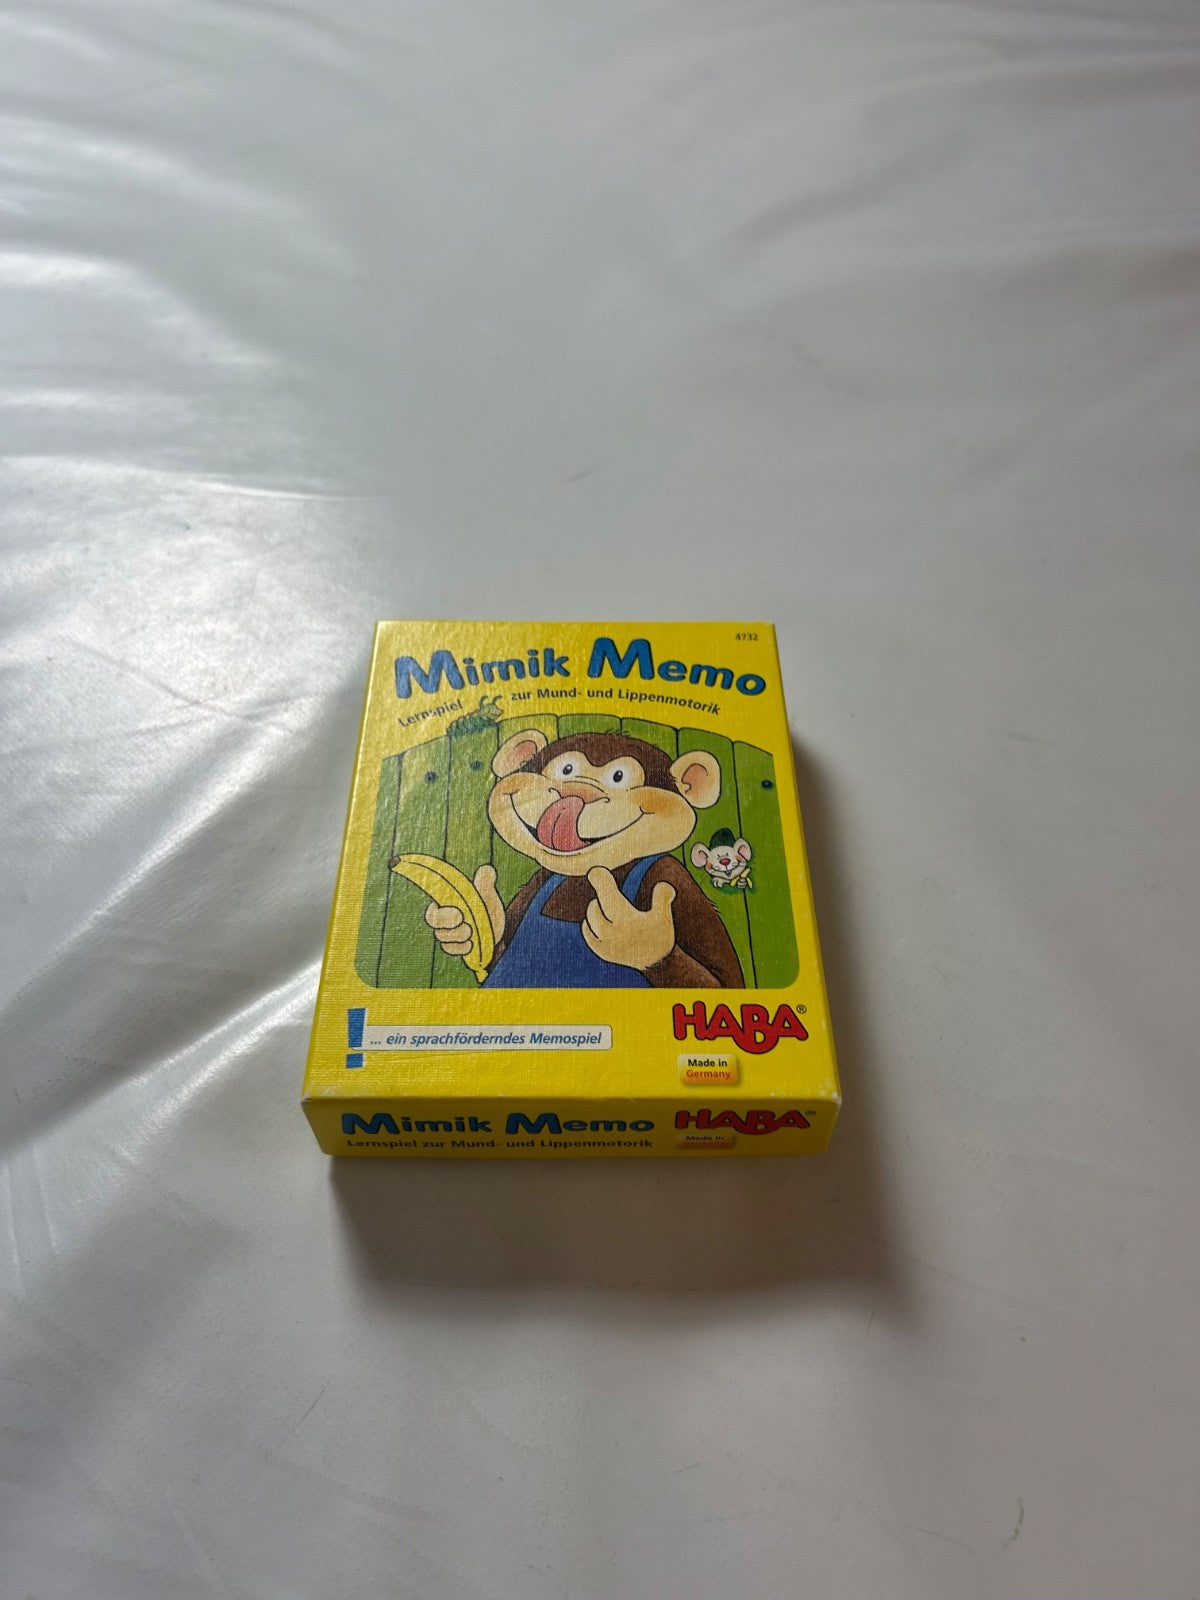 4732
Mimik Memo
Lernspiel zur Mund- und Lippenmotorik
HABA®
... ein sprachförderndes Memospiel
Made in
Germany
Mimik Memo HABA®
Lernspiel zur Mund- und Lippenmotorik
Made in
Germany